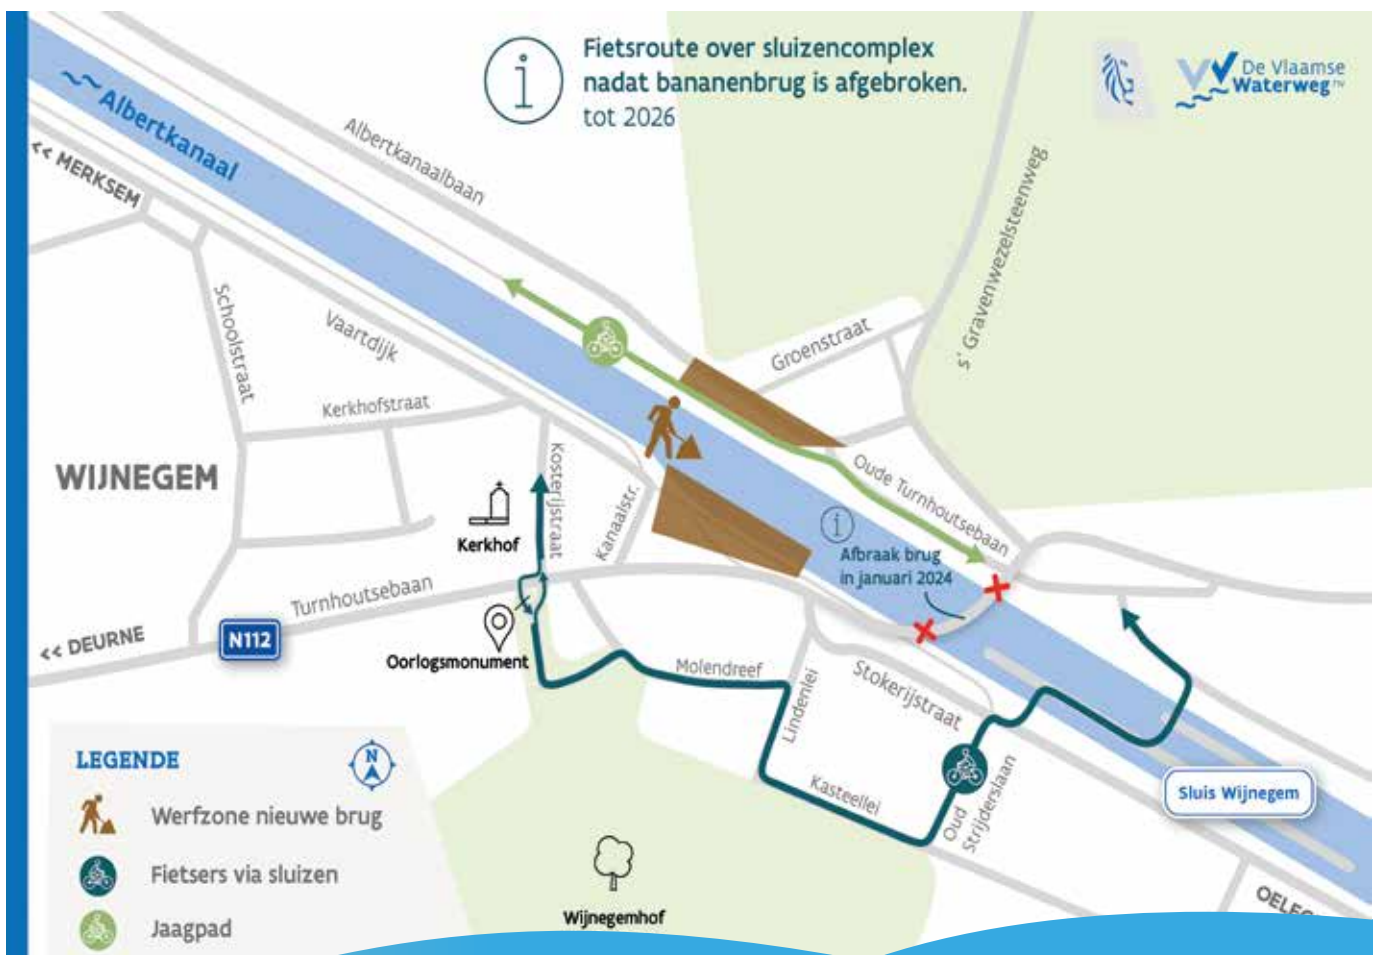 Fietsroute over sluizencomplex
nadat bananenbrug is afgebroken.
tot 2026
De Vlaamse
Waterweg
Albertkanaal
<< MERKSEM
Albertkanaalbaan
s' Gravenwezelsteenweg
Schoolstraat
Vaartdijk
Groenstraat
Kerkhofstraat
WIJNEGEM
Kosterijstraat
Kanaalstr.
Oude Turnhoutsebaan
Kerkhof
Afbraak brug
in januari 2024
Turnhoutsebaan
<< DEURNE
N112
Oorlogsmonument
Molendreef
Lindenlei
Stokerijstraat
Kasteellei
Oud
Strijderslaan
Sluis Wijnegem
LEGENDE
N
Werfzone nieuwe brug
Fietsers via sluizen
Jaagpad
Wijnegemhof